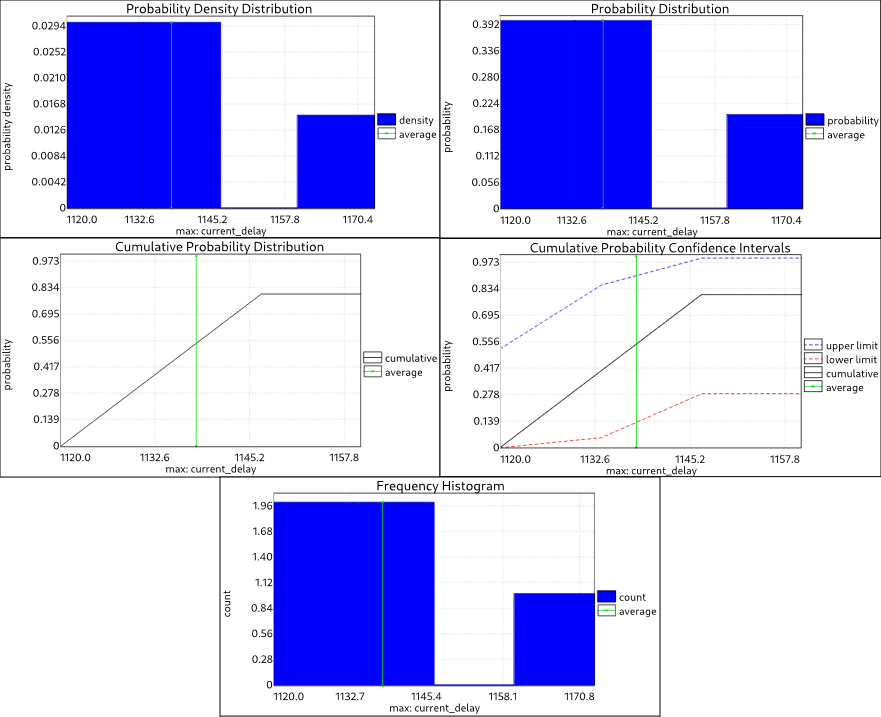 Probability Density Distribution
0.0294
0.0252
0.0210
0.0168
0.0126
0.0084
0.0042
0
probability density
1120.0 1132.6 1145.2 1157.8 1170.4
max: current_delay
density
average
Probability Distribution
0.392
0.336
0.280
0.224
0.168
0.112
0.056
0
probability
1120.0 1132.6 1145.2 1157.8 1170.4
max: current_delay
probability
average
Cumulative Probability Distribution
0.973
0.834
0.695
0.556
0.417
0.278
0.139
0
probability
1120.0 1132.6 1145.2 1157.8
max: current_delay
cumulative
average
Cumulative Probability Confidence Intervals
0.973
0.834
0.695
0.556
0.417
0.278
0.139
0
probability
1120.0 1132.6 1145.2 1157.8
max: current_delay
upper limit
lower limit
cumulative
average
Frequency Histogram
1.96
1.68
1.40
1.12
0.84
0.56
0.28
0
count
1120.0 1132.7 1145.4 1158.1 1170.8
max: current_delay
count
average